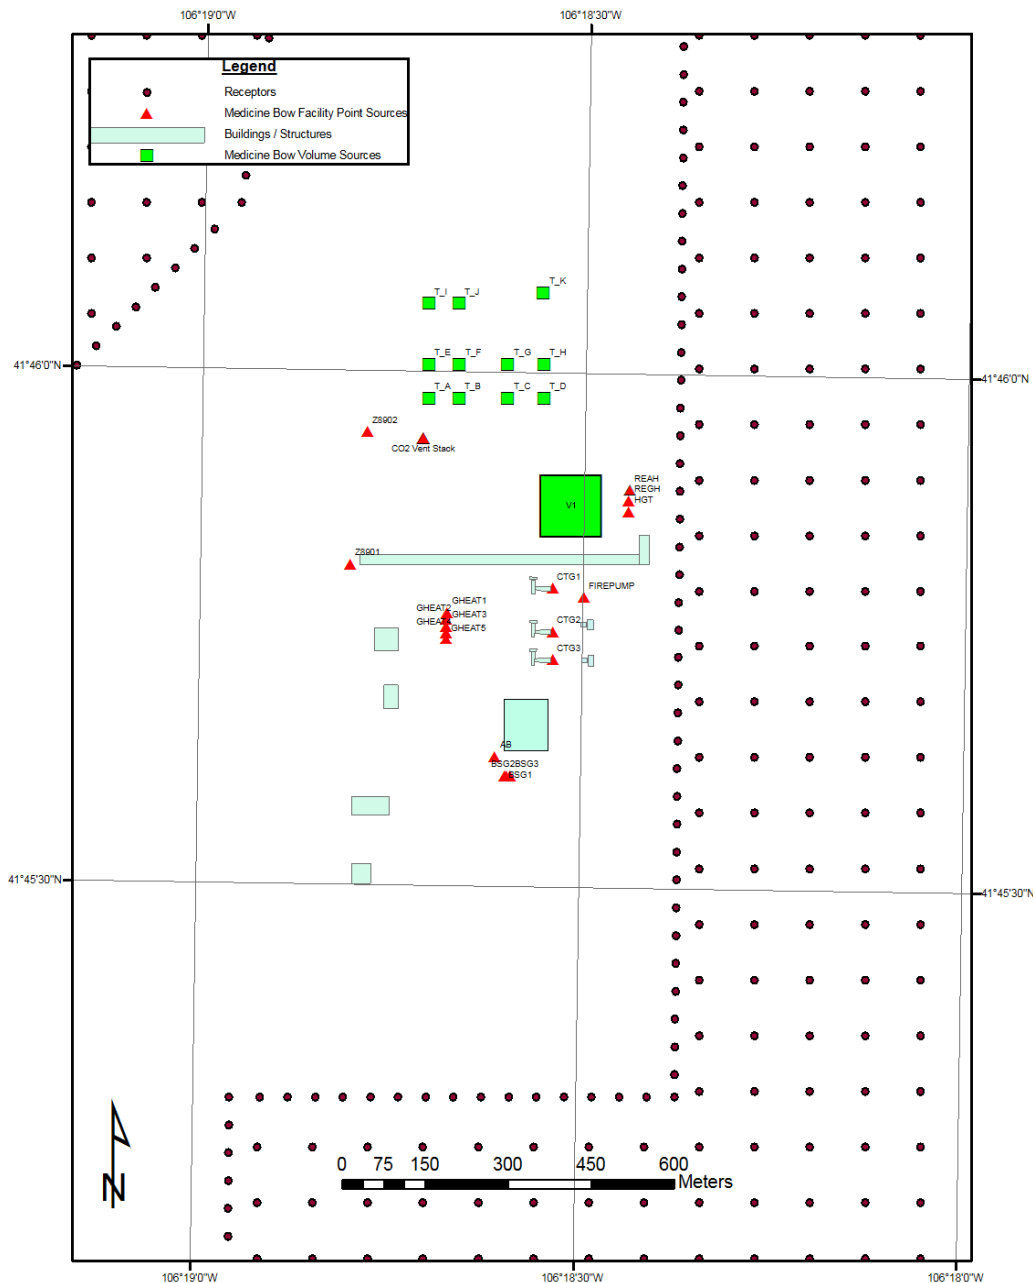 106°19'0"W
106°18'30"W
Legend
Receptors
Medicine Bow Facility Point Sources
Buildings / Structures
Medicine Bow Volume Sources
T_K
T_I
T_J
T_E
T_F
T_G
T_H
41°46'0"N
41°46'0"N
T_A
T_B
T_C
T_D
Z8902
CO2 Vent Stack
REAH
REGH
HGT
V1
Z8901
CTG1
FIREPUMP
GHEAT1
GHEAT2
GHEAT3
GHEAT4
GHEAT5
CTG2
CTG3
AB
BSG2BSG3
BSG1
41°45'30"N
41°45'30"N
N
0 75 150 300 450 600
Meters
106°19'0"W
106°18'30"W
106°18'0"W